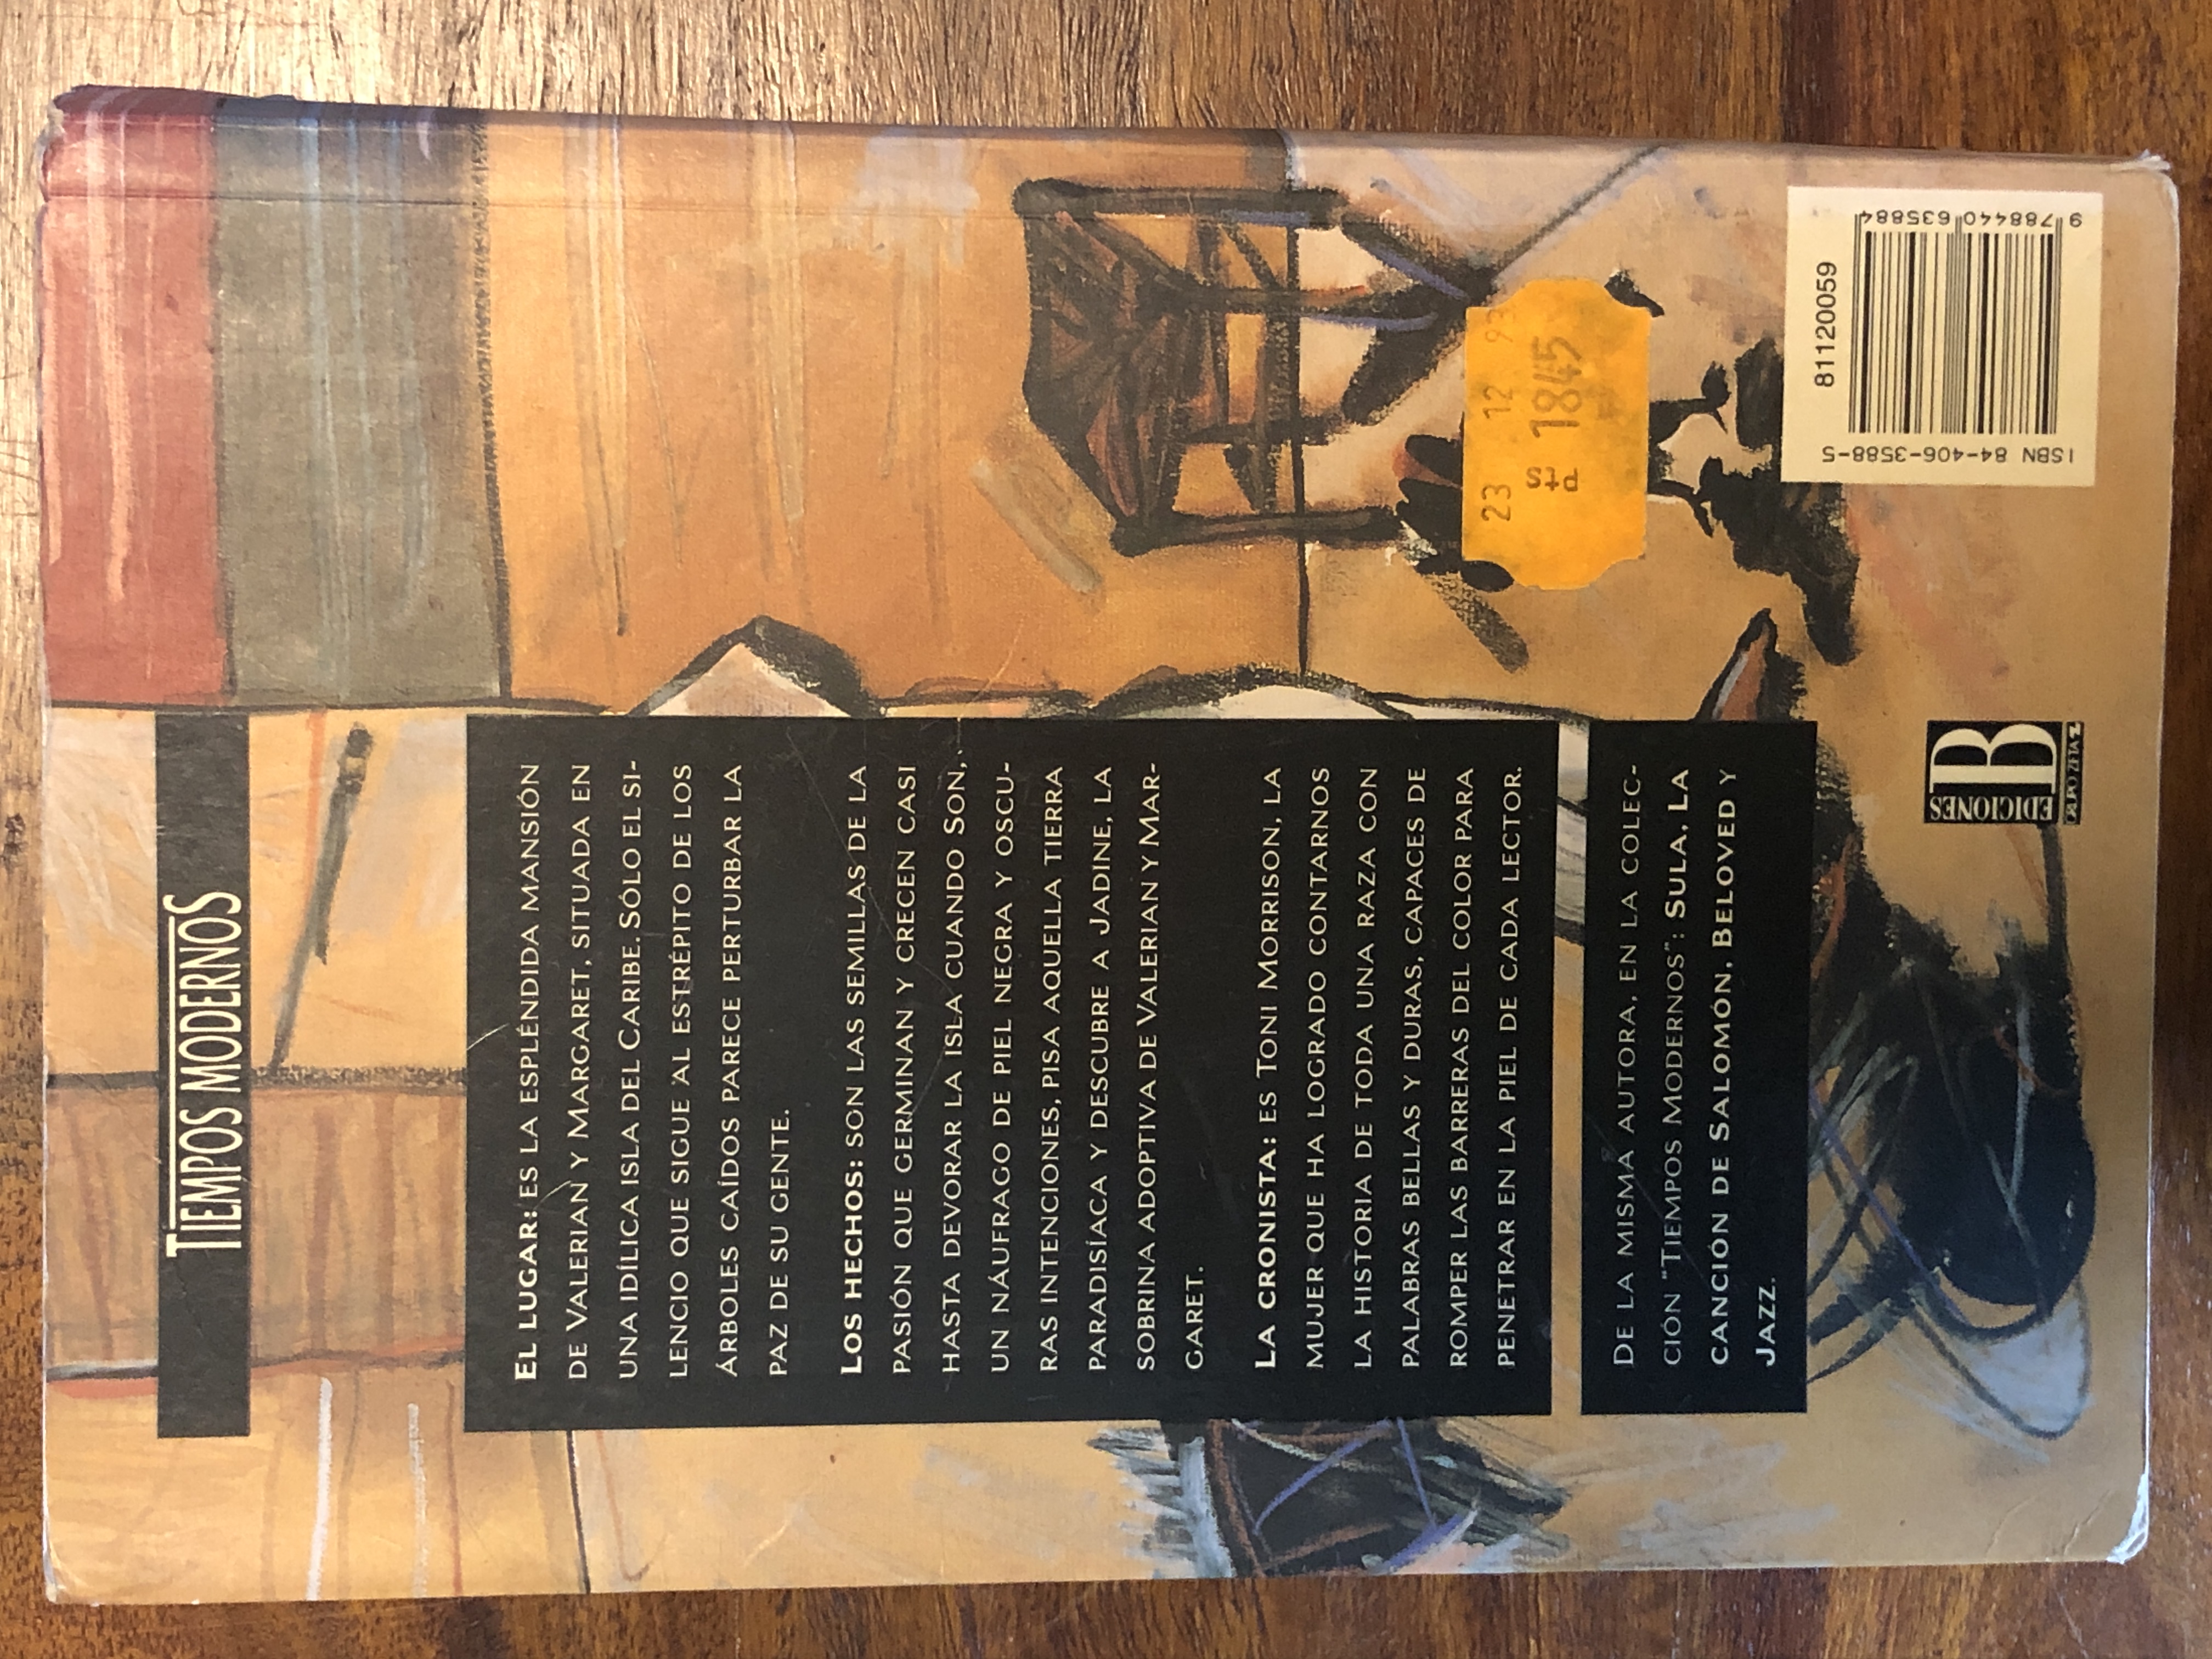 TIEMPOS MODERNOS
EL LUGAR: ES LA ESPLÉNDIDA MANSIÓN
DE VALERIAN Y MARGARET, SITUADA EN
UNA IDÍLICA ISLA DEL CARIBE. SÓLO EL SI-
LENCIO QUE SIGUE AL ESTRÉPITO DE LOS
ÁRBOLES CAÍDOS PARECE PERTURBAR LA
PAZ DE SU GENTE.
LOS HECHOS: SON LAS SEMILLAS DE LA
PASIÓN QUE GERMINAN Y CRECEN CASI
HASTA DEVORAR LA ISLA CUANDO SON,
UN NÁUFRAGO DE PIEL NEGRA Y OSCU-
RAS INTENCIONES, PISA AQUELLA TIERRA
PARADISÍACA Y DESCUBRE A JADINE, LA
SOBRINA ADOPTIVA DE VALERIAN Y MAR-
GARET.
LA CRONISTA: ES TONI MORRISON, LA
MUJER QUE HA LOGRADO CONTARNOS
LA HISTORIA DE TODA UNA RAZA CON
PALABRAS BELLAS Y DURAS, CAPACES DE
ROMPER LAS BARRERAS DEL COLOR PARA
PENETRAR EN LA PIEL DE CADA LECTOR.
DE LA MISMA AUTORA, EN LA COLEC-
CIÓN "TIEMPOS MODERNOS": SULA, LA
CANCIÓN DE SALOMÓN, BELOVED Y
JAZZ.
23 12 93
Pts 1845
EDICIONES B
GRUPO ZETA
81120059
ISBN 84-406-3588-5
9 788440 635884